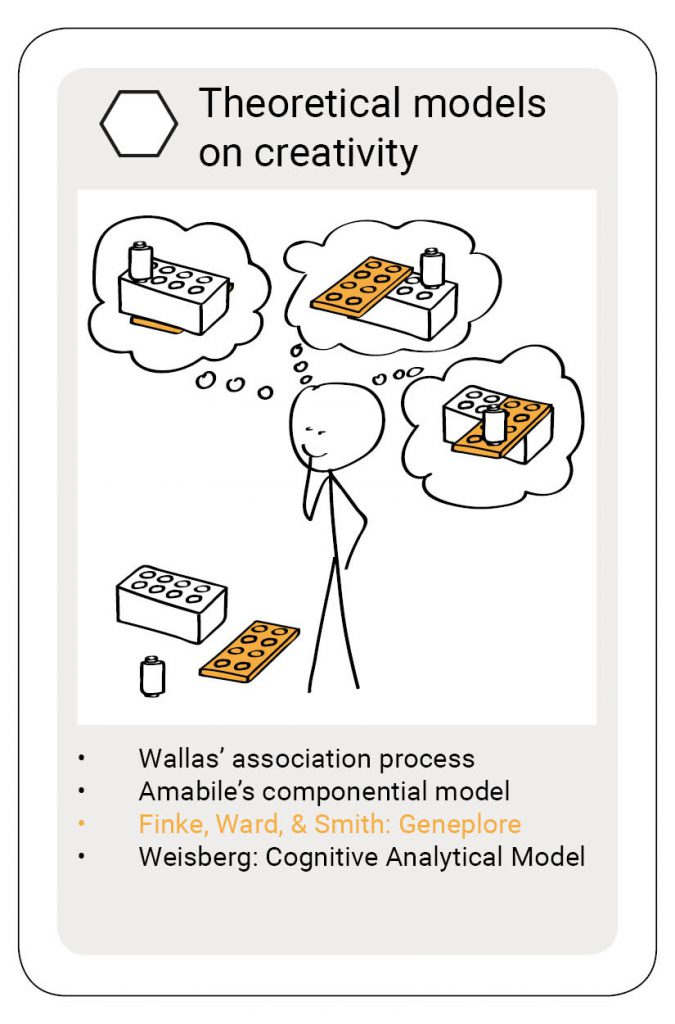 Theoretical models
on creativity
• Wallas’ association process
• Amabile’s componential model
• Finke, Ward, & Smith: Geneplore
• Weisberg: Cognitive Analytical Model